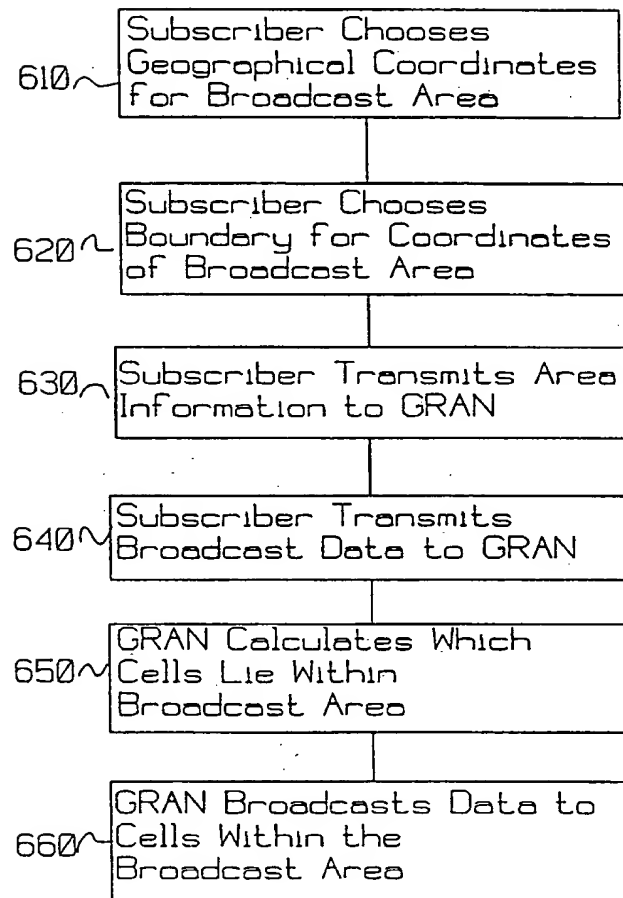 Subscriber Chooses
Geographical Coordinates
for Broadcast Area
610
Subscriber Chooses
Boundary for Coordinates
of Broadcast Area
620
Subscriber Transmits Area
Information to GRAN
630
Subscriber Transmits
Broadcast Data to GRAN
640
GRAN Calculates Which
Cells Lie Within
Broadcast Area
650
GRAN Broadcasts Data to
Cells Within the
Broadcast Area
660